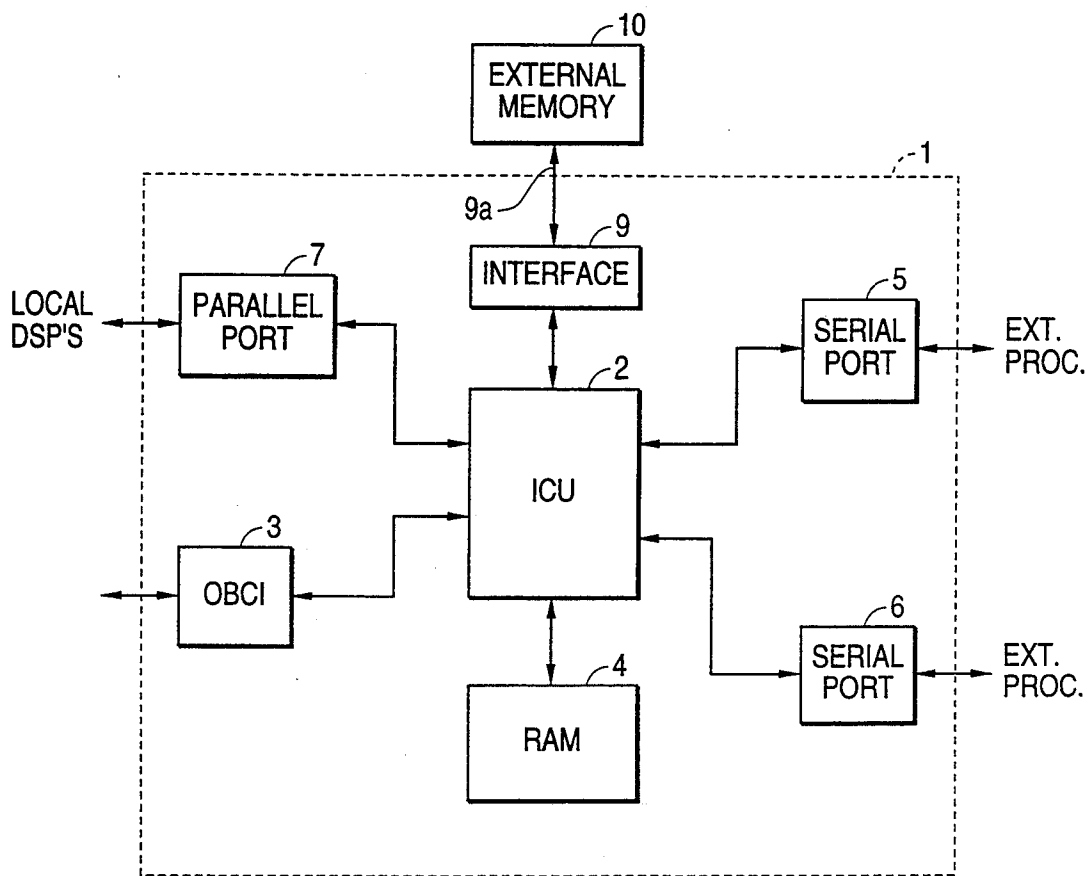 10
EXTERNAL
MEMORY
1
9a
9
INTERFACE
7
PARALLEL
PORT
LOCAL
DSP'S
5
SERIAL
PORT
EXT.
PROC.
2
ICU
3
OBCI
6
SERIAL
PORT
EXT.
PROC.
4
RAM